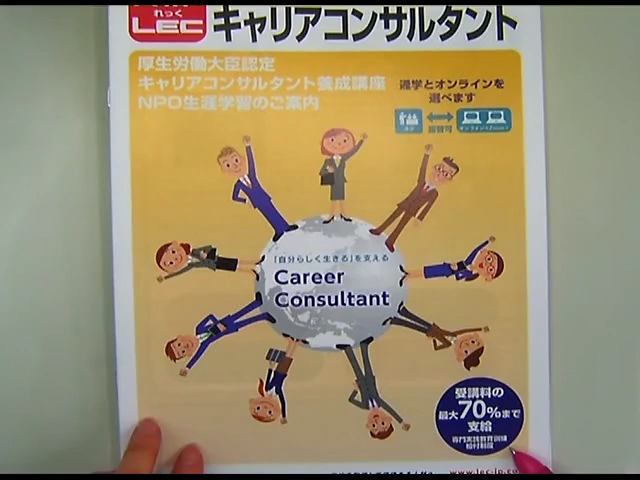 れっく
LEC
キャリアコンサルタント
厚生労働大臣認定
キャリアコンサルタント養成講座
NPO生涯学習のご案内
通学とオンラインを
選べます
振替可
「自分らしく生きる」を支える
Career
Consultant
受講料の
最大70%まで
支給
専門実践教育訓練
給付制度